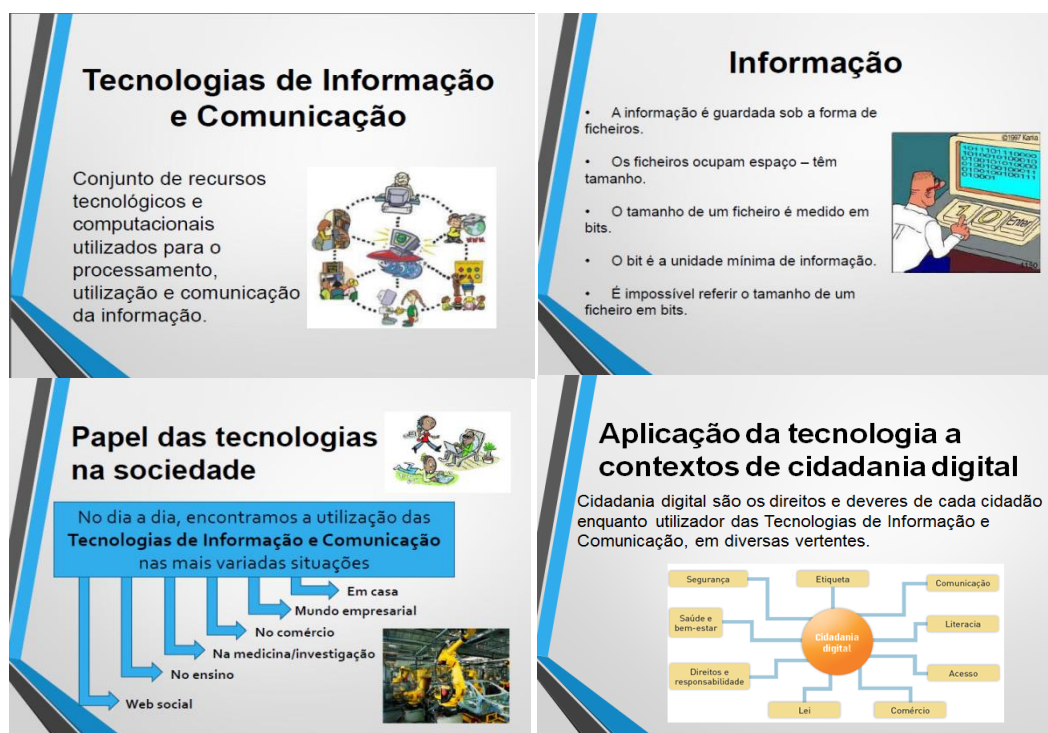 Tecnologias de Informação
e Comunicação
Conjunto de recursos
tecnológicos e
computacionais
utilizados para o
processamento,
utilização e comunicação
da informação.
Informação
• A informação é guardada sob a forma de
ficheiros.
• Os ficheiros ocupam espaço – têm
tamanho.
• O tamanho de um ficheiro é medido em
bits.
• O bit é a unidade mínima de informação.
• É impossível referir o tamanho de um
ficheiro em bits.
1 0 Enter
Papel das tecnologias
na sociedade
No dia a dia, encontramos a utilização das
Tecnologias de Informação e Comunicação
nas mais variadas situações
Em casa
Mundo empresarial
No comércio
Na medicina/investigação
No ensino
Web social
Aplicação da tecnologia a
contextos de cidadania digital
Cidadania digital são os direitos e deveres de cada cidadão
enquanto utilizador das Tecnologias de Informação e
Comunicação, em diversas vertentes.
Segurança
Etiqueta
Comunicação
Saúde e
bem-estar
Cidadania
digital
Literacia
Direitos e
responsabilidade
Acesso
Lei
Comércio